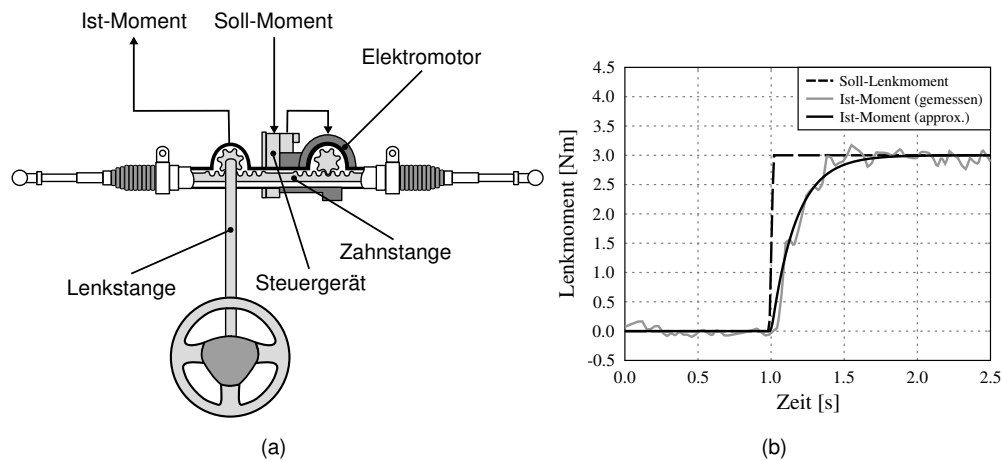 Ist-Moment
Soll-Moment
Elektromotor
Zahnstange
Steuergerät
Lenkstange
(a)
Lenkmoment [Nm]
4.5
4.0
3.5
3.0
2.5
2.0
1.5
1.0
0.5
0.0
-0.5
Soll-Lenkmoment
Ist-Moment (gemessen)
Ist-Moment (approx.)
0.0 0.5 1.0 1.5 2.0 2.5
Zeit [s]
(b)